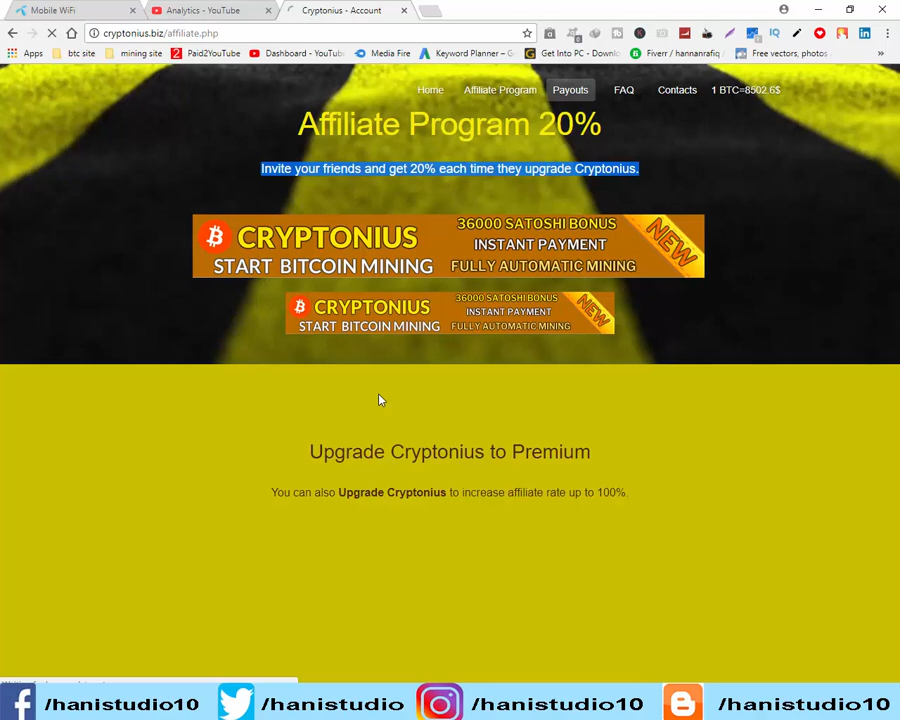 Mobile WiFi
Analytics - YouTube
Cryptonius - Account
cryptonius.biz/affiliate.php
Apps
btc site
mining site
Paid2YouTube
Dashboard - YouTu
Media Fire
Keyword Planner – G
Get Into PC - Downl
Fiverr / hannanrafiq /
Free vectors, photos
»
Home
Affiliate Program
Payouts
FAQ
Contacts
1 BTC=8502.6$
Affiliate Program 20%
Invite your friends and get 20% each time they upgrade Cryptonius.
CRYPTONIUS
START BITCOIN MINING
36000 SATOSHI BONUS
INSTANT PAYMENT
FULLY AUTOMATIC MINING
NEW
CRYPTONIUS
START BITCOIN MINING
36000 SATOSHI BONUS
INSTANT PAYMENT
FULLY AUTOMATIC MINING
NEW
Upgrade Cryptonius to Premium
You can also Upgrade Cryptonius to increase affiliate rate up to 100%.
/hanistudio10
/hanistudio
/hanistudio10
/hanistudio10